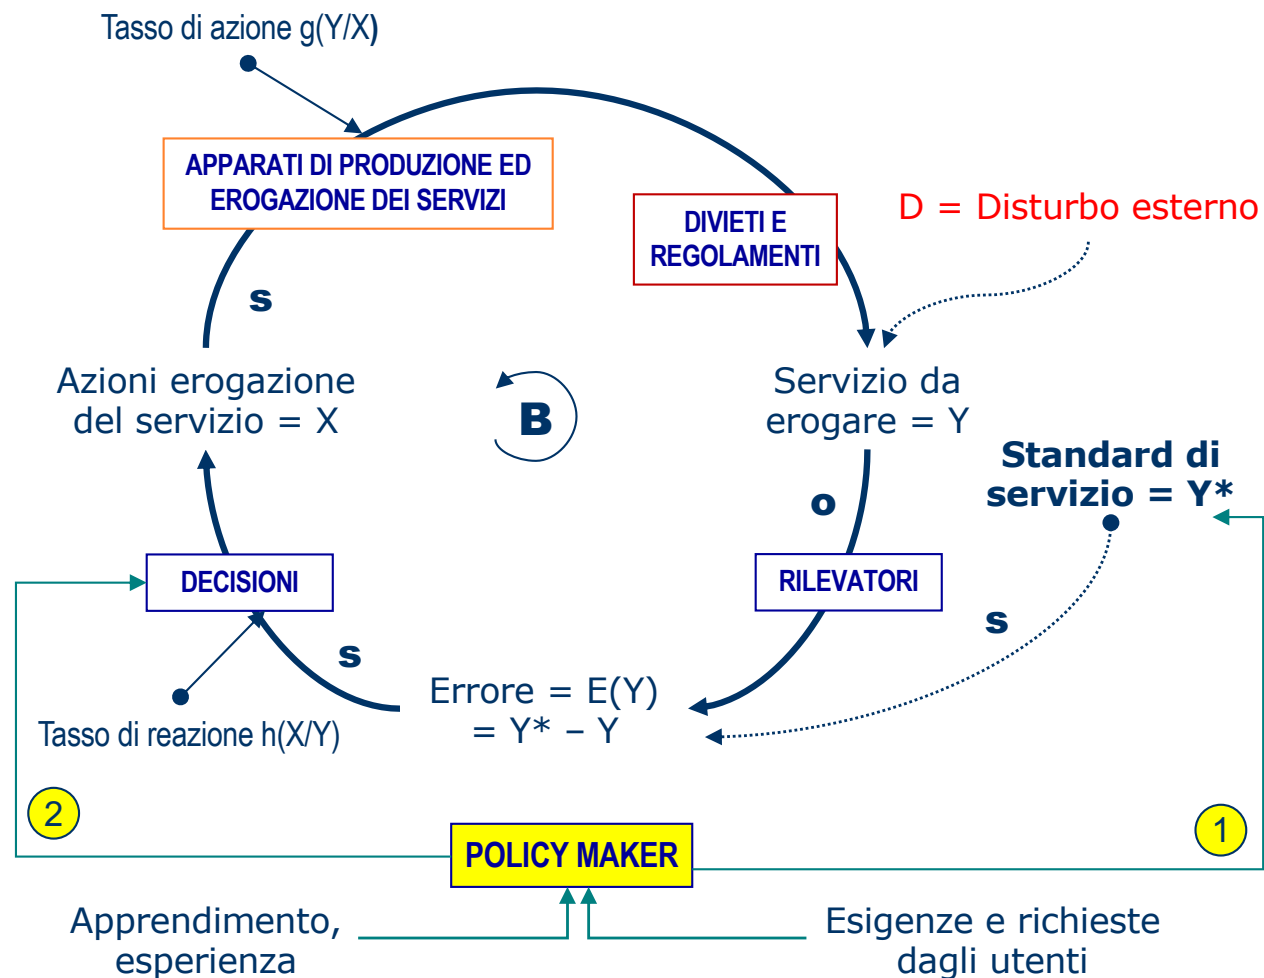 Tasso di azione g(Y/X)
APPARATI DI PRODUZIONE ED
EROGAZIONE DEI SERVIZI
DIVIETI E
REGOLAMENTI
D = Disturbo esterno
s
Azioni erogazione
del servizio = X
B
Servizio da
erogare = Y
Standard di
servizio = Y*
o
DECISIONI
RILEVATORI
s
s
Errore = E(Y)
= Y* – Y
Tasso di reazione h(X/Y)
2
1
POLICY MAKER
Apprendimento,
esperienza
Esigenze e richieste
dagli utenti